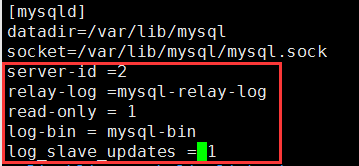 [mysqld]
datadir=/var/lib/mysql
socket=/var/lib/mysql/mysql.sock
server-id =2
relay-log =mysql-relay-log
read-only = 1
log-bin = mysql-bin
log_slave_updates = 1